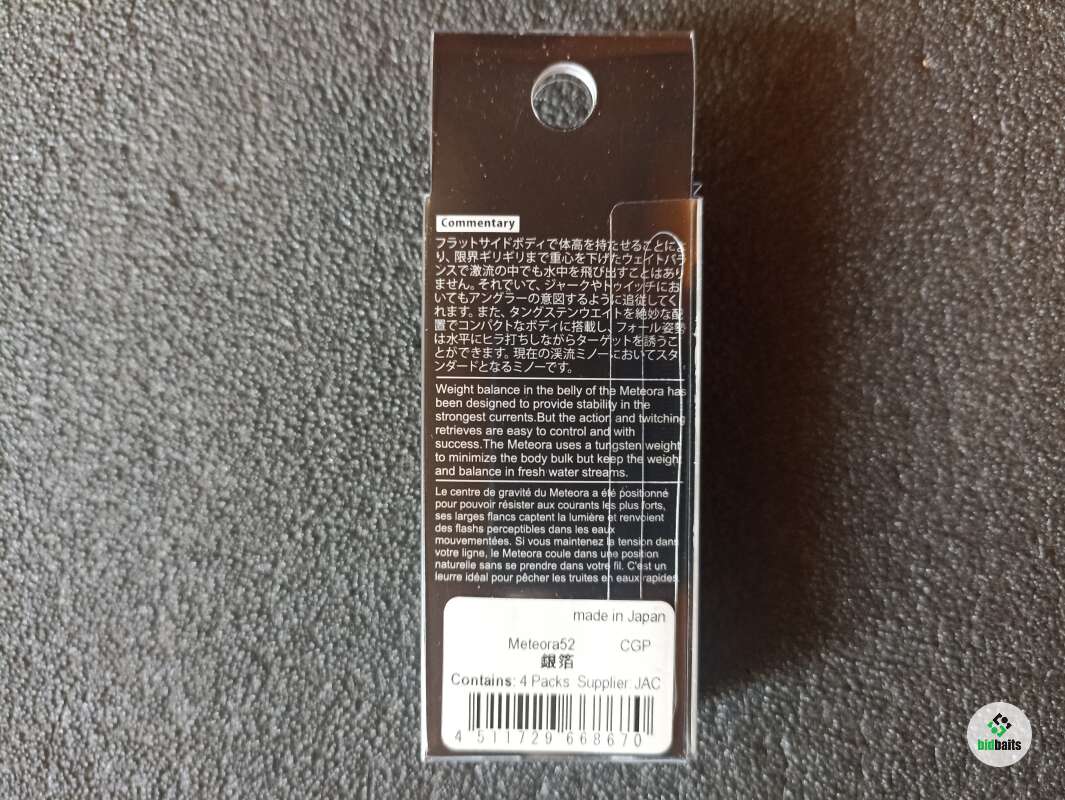 Commentary
フラットサイドボディで体高を持たせることによ
り、限界ギリギリまで重心を下げたウェイトバラ
ンスで激流の中でも水中を飛び出すことはあり
ません。それでいて、ジャークやトゥイッチにお
いてもアングラーの意図するように追従してく
れます。また、タングステンウエイトを絶妙な配
置でコンパクトなボディに搭載し、フォール姿勢
は水平にヒラ打ちしながらターゲットを誘うこ
とができます。現在の渓流ミノーにおいてスタ
ンダードとなるミノーです。
Weight balance in the belly of the Meteora has
been designed to provide stability in the
strongest currents.But the action and twitching
retrieves are easy to control and with
success.The Meteora uses a tungsten weight
to minimize the body bulk but keep the weight
and balance in fresh water streams.
Le centre de gravité du Meteora a été positionné
pour pouvoir résister aux courants les plus forts,
ses larges flancs captent la lumière et renvoient
des flashs perceptibles dans les eaux
mouvementées. Si vous maintenez la tension dans
votre ligne, le Meteora coule dans une position
naturelle sans se prendre dans votre fil. C'est un
leurre idéal pour pêcher les truites en eaux rapides.
made in Japan
Meteora52 CGP
銀箔
Contains: 4 Packs Supplier: JAC
4 511729 668670
bidbaits